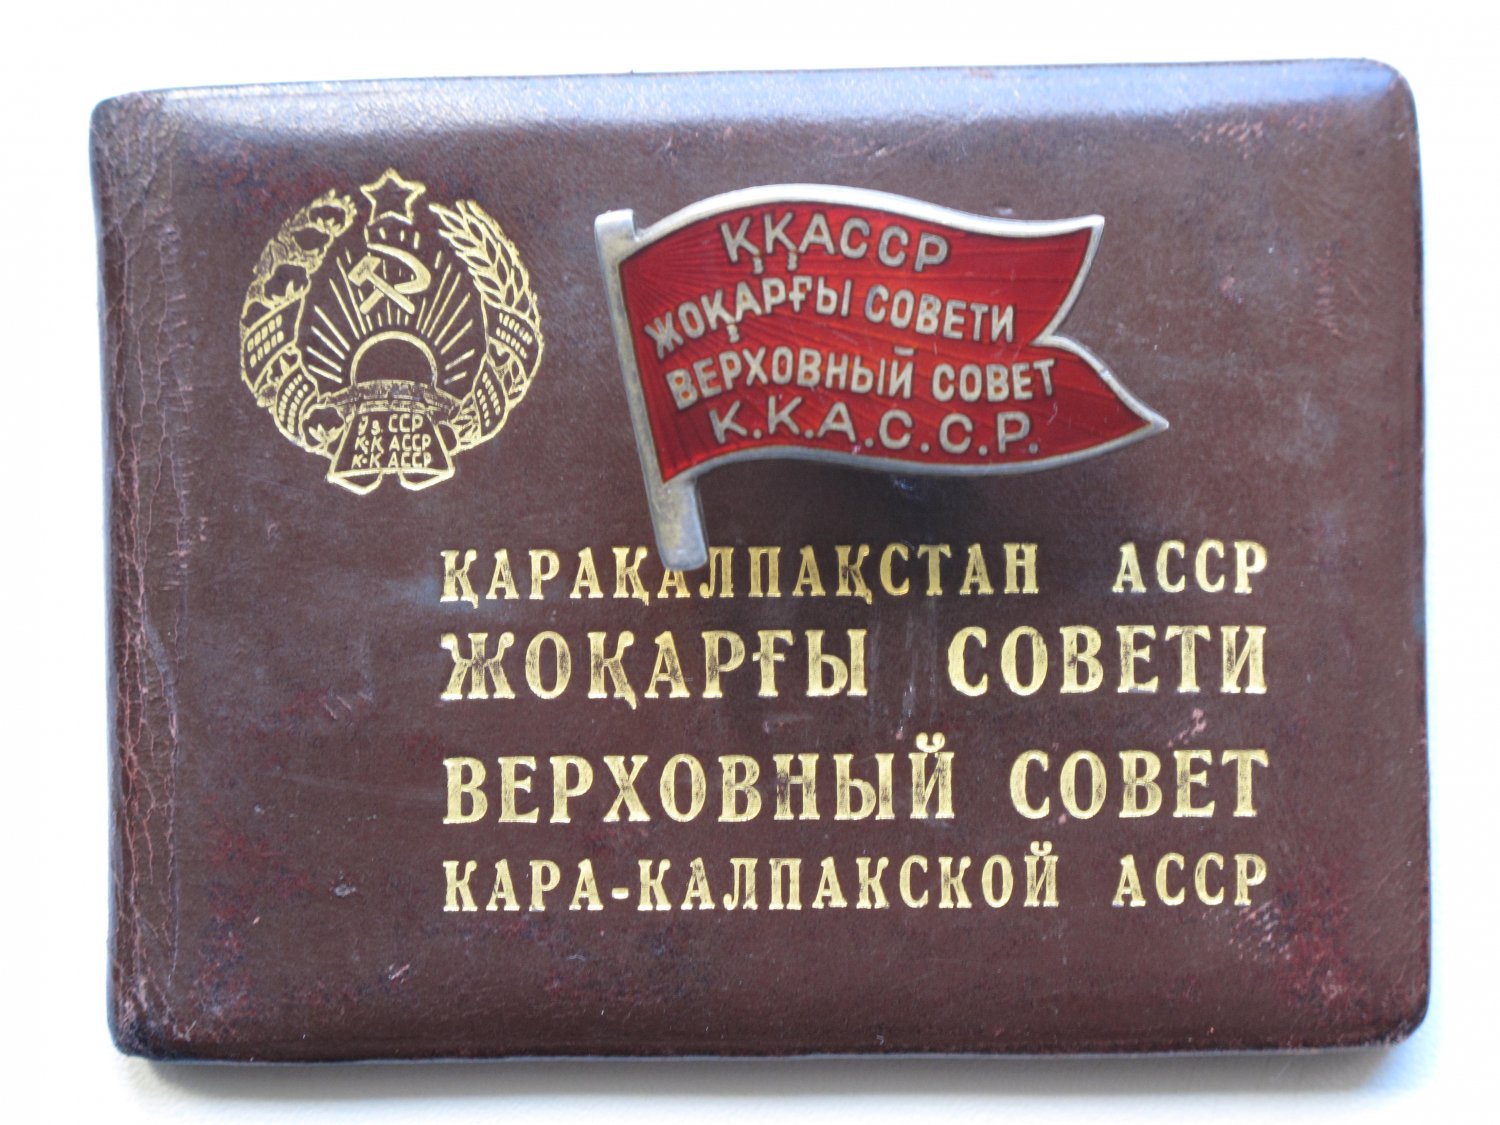 Уз. ССР
К.К АССР
К-К АССР
ҚҚАССР
ЖОҚАРҒЫ СОВЕТИ
ВЕРХОВНЫЙ СОВЕТ
К.К.А.С.С.Р.
ҚАРАҚАЛПАҚСТАН АССР
ЖОҚАРҒЫ СОВЕТИ
ВЕРХОВНЫЙ СОВЕТ
КАРА-КАЛПАКСКОЙ АССР